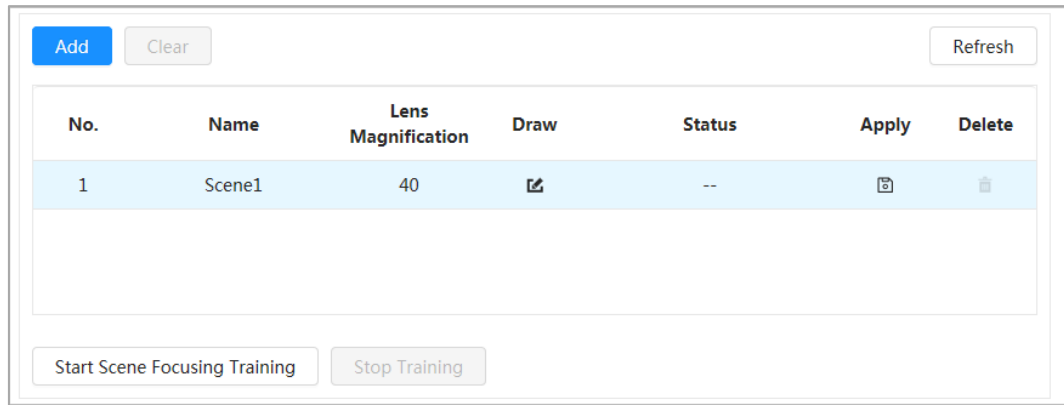 Add Clear Refresh
No. Name Lens Magnification Draw Status Apply Delete
1 Scene1 40 -- 
Start Scene Focusing Training Stop Training